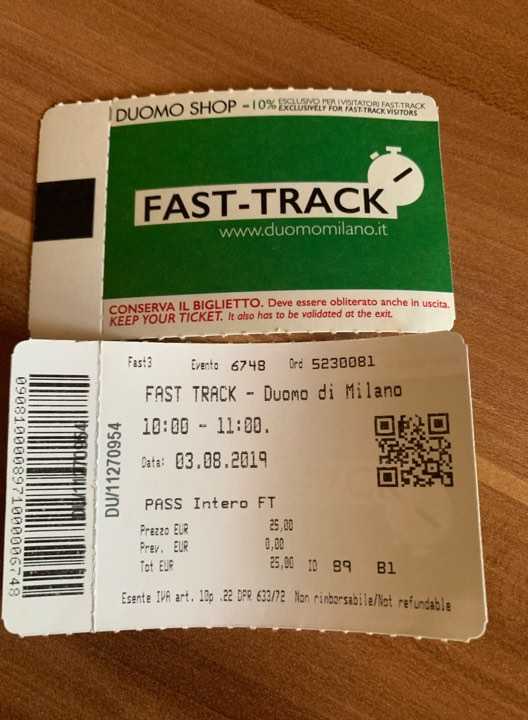 DUOMO SHOP -10% ESCLUSIVO PER I VISITATORI FAST-TRACK
EXCLUSIVELY FOR FAST-TRACK VISITORS
FAST-TRACK
www.duomomilano.it
CONSERVA IL BIGLIETTO. Deve essere obliterato anche in uscita.
KEEP YOUR TICKET. It also has to be validated at the exit.
Fast3 Evento 6748 Ord 5230081
FAST TRACK - Duomo di Milano
10:00 - 11:00.
Data: 03.08.2019
PASS Intero FT
Prezzo EUR 25,00
Prev. EUR 0,00
Tot EUR 25,00 ID 89 B1
Esente IVA art. 10p .22 DPR 633/72 Non rimborsabile/Not refundable
DU/11270954
DU/11270954
0908100008971000006748